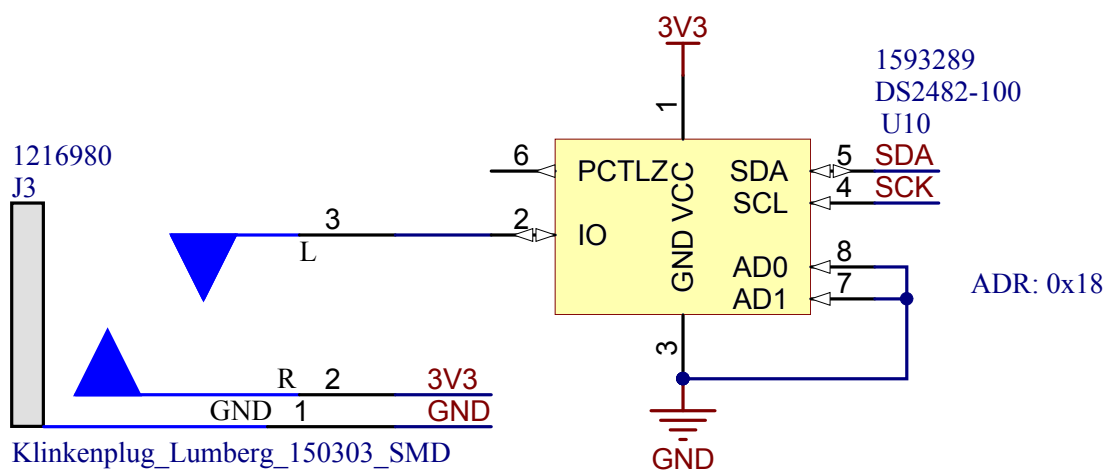 3V3
1593289
DS2482-100
U10
1
1216980
J3
6
PCTLZ
VCC
SDA
5
SDA
SCL
4
SCK
3
L
2
IO
GND
AD0
8
AD1
7
ADR: 0x18
3
R
2
3V3
GND
1
GND
Klinkenplug_Lumberg_150303_SMD
GND